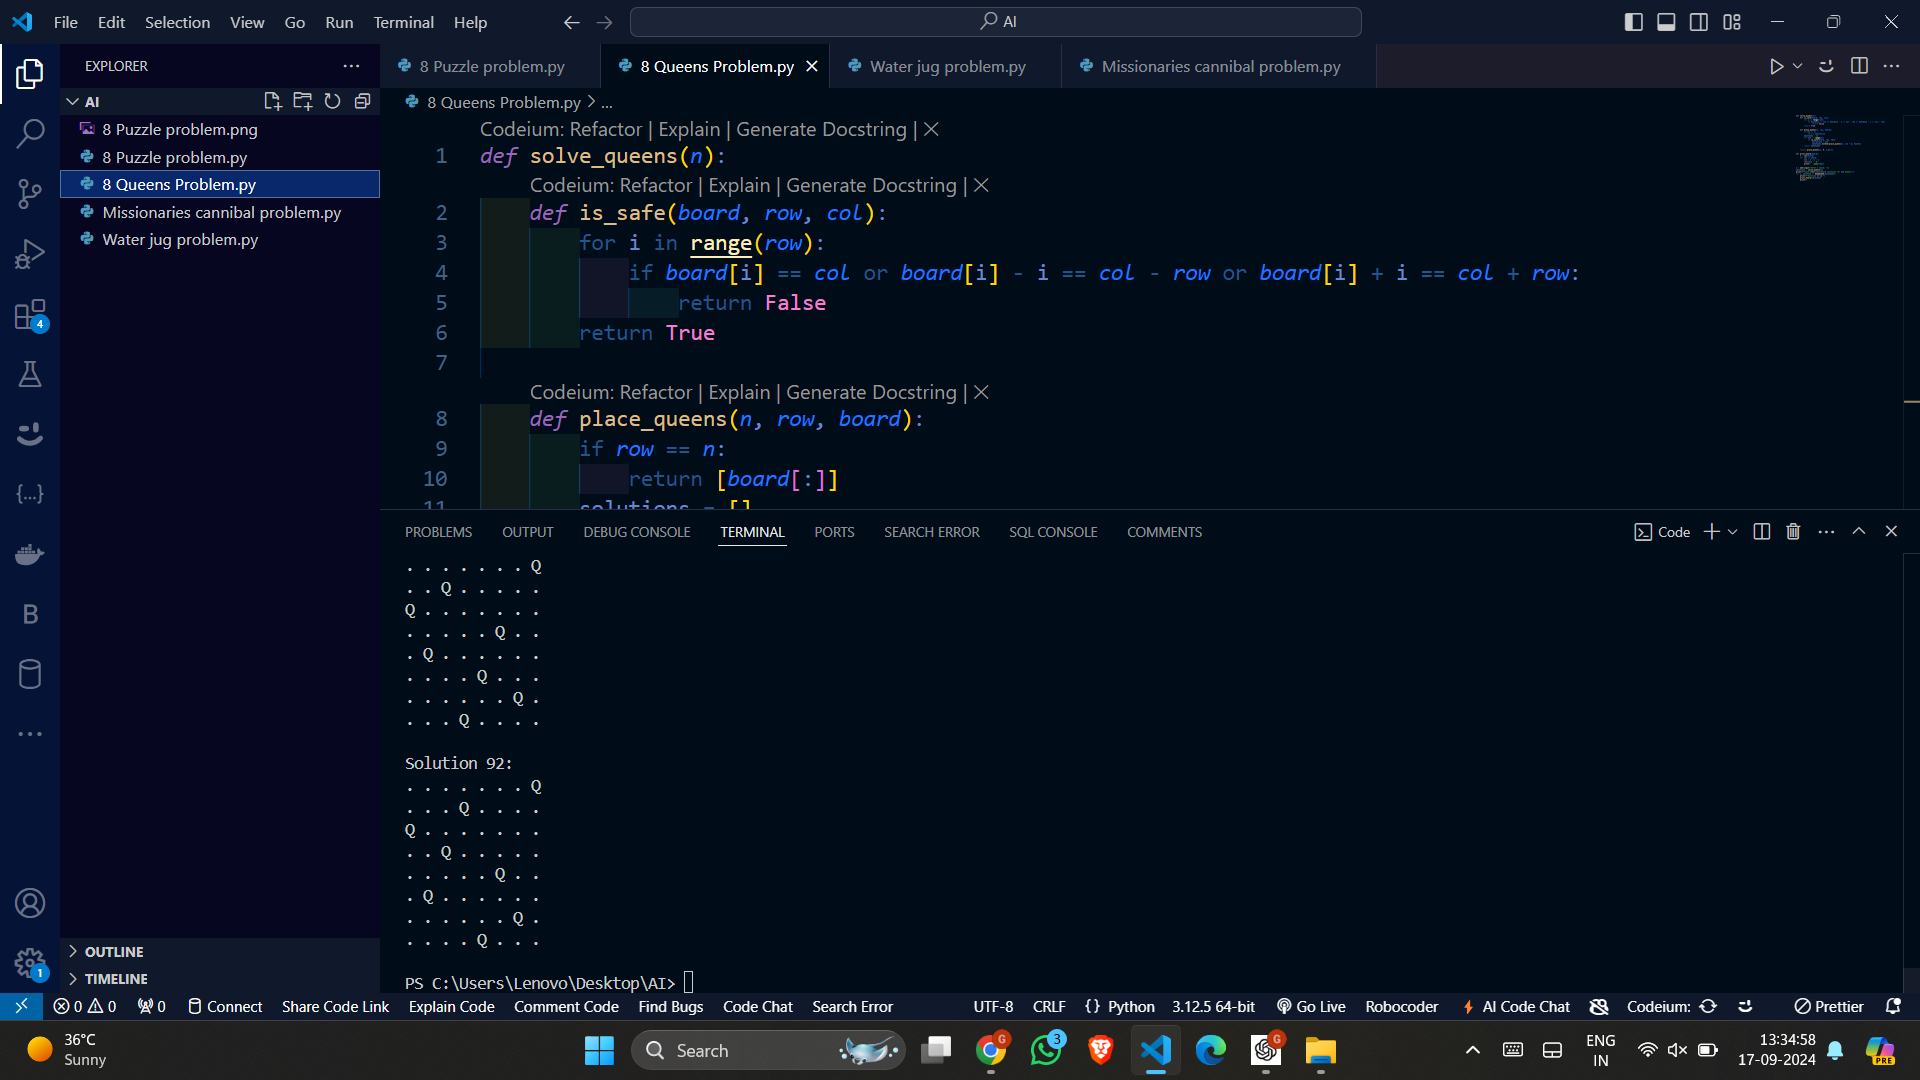 File Edit Selection View Go Run Terminal Help
AI
EXPLORER
AI
8 Puzzle problem.png
8 Puzzle problem.py
8 Queens Problem.py
Missionaries cannibal problem.py
Water jug problem.py
OUTLINE
TIMELINE
4
B
1
8 Puzzle problem.py 8 Queens Problem.py Water jug problem.py Missionaries cannibal problem.py
8 Queens Problem.py > ...
Codeium: Refactor | Explain | Generate Docstring | ×
1 def solve_queens(n):
Codeium: Refactor | Explain | Generate Docstring | ×
2 def is_safe(board, row, col):
3 for i in range(row):
4 if board[i] == col or board[i] - i == col - row or board[i] + i == col + row:
5 return False
6 return True
7
Codeium: Refactor | Explain | Generate Docstring | ×
8 def place_queens(n, row, board):
9 if row == n:
10 return [board[:]]
11 solutions = []
PROBLEMS OUTPUT DEBUG CONSOLE TERMINAL PORTS SEARCH ERROR SQL CONSOLE COMMENTS
Code
. . . . . . . Q
. . Q . . . . .
Q . . . . . . .
. . . . . Q . .
. Q . . . . . .
. . . . Q . . .
. . . . . . Q .
. . . Q . . . .
Solution 92:
. . . . . . . Q
. . . Q . . . .
Q . . . . . . .
. . Q . . . . .
. . . . . Q . .
. Q . . . . . .
. . . . . . Q .
. . . . Q . . .
PS C:\Users\Lenovo\Desktop\AI>
0 0 0 Connect Share Code Link Explain Code Comment Code Find Bugs Code Chat Search Error UTF-8 CRLF {} Python 3.12.5 64-bit Go Live Robocoder AI Code Chat Codeium: Prettier
36°C
Sunny
Search
G
3
G
ENG
IN
13:34:58
17-09-2024
PRE